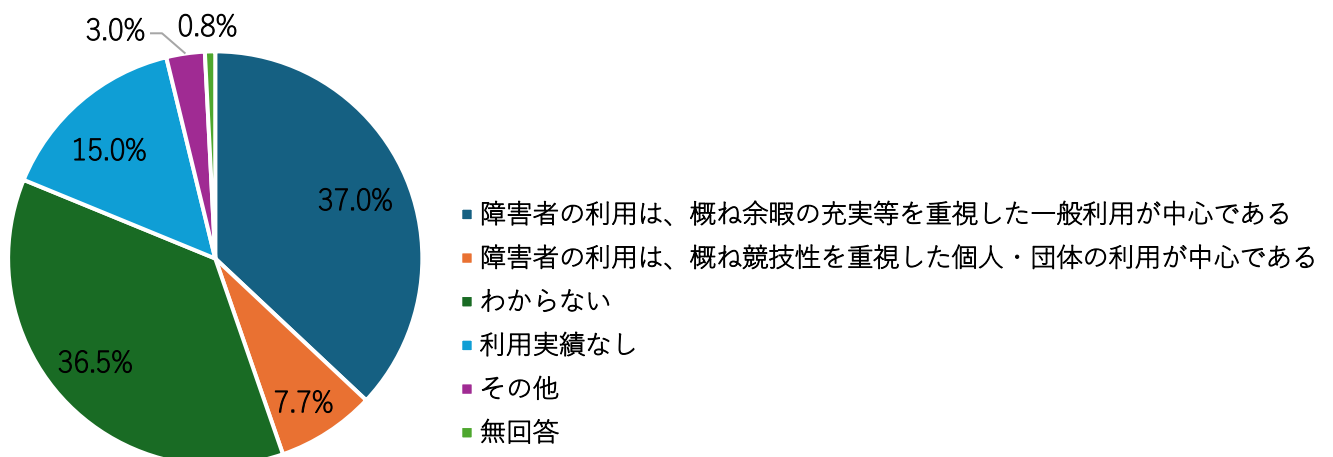 3.0%
0.8%
15.0%
37.0%
36.5%
7.7%
障害者の利用は、概ね余暇の充実等を重視した一般利用が中心である
障害者の利用は、概ね競技性を重視した個人・団体の利用が中心である
わからない
利用実績なし
その他
無回答